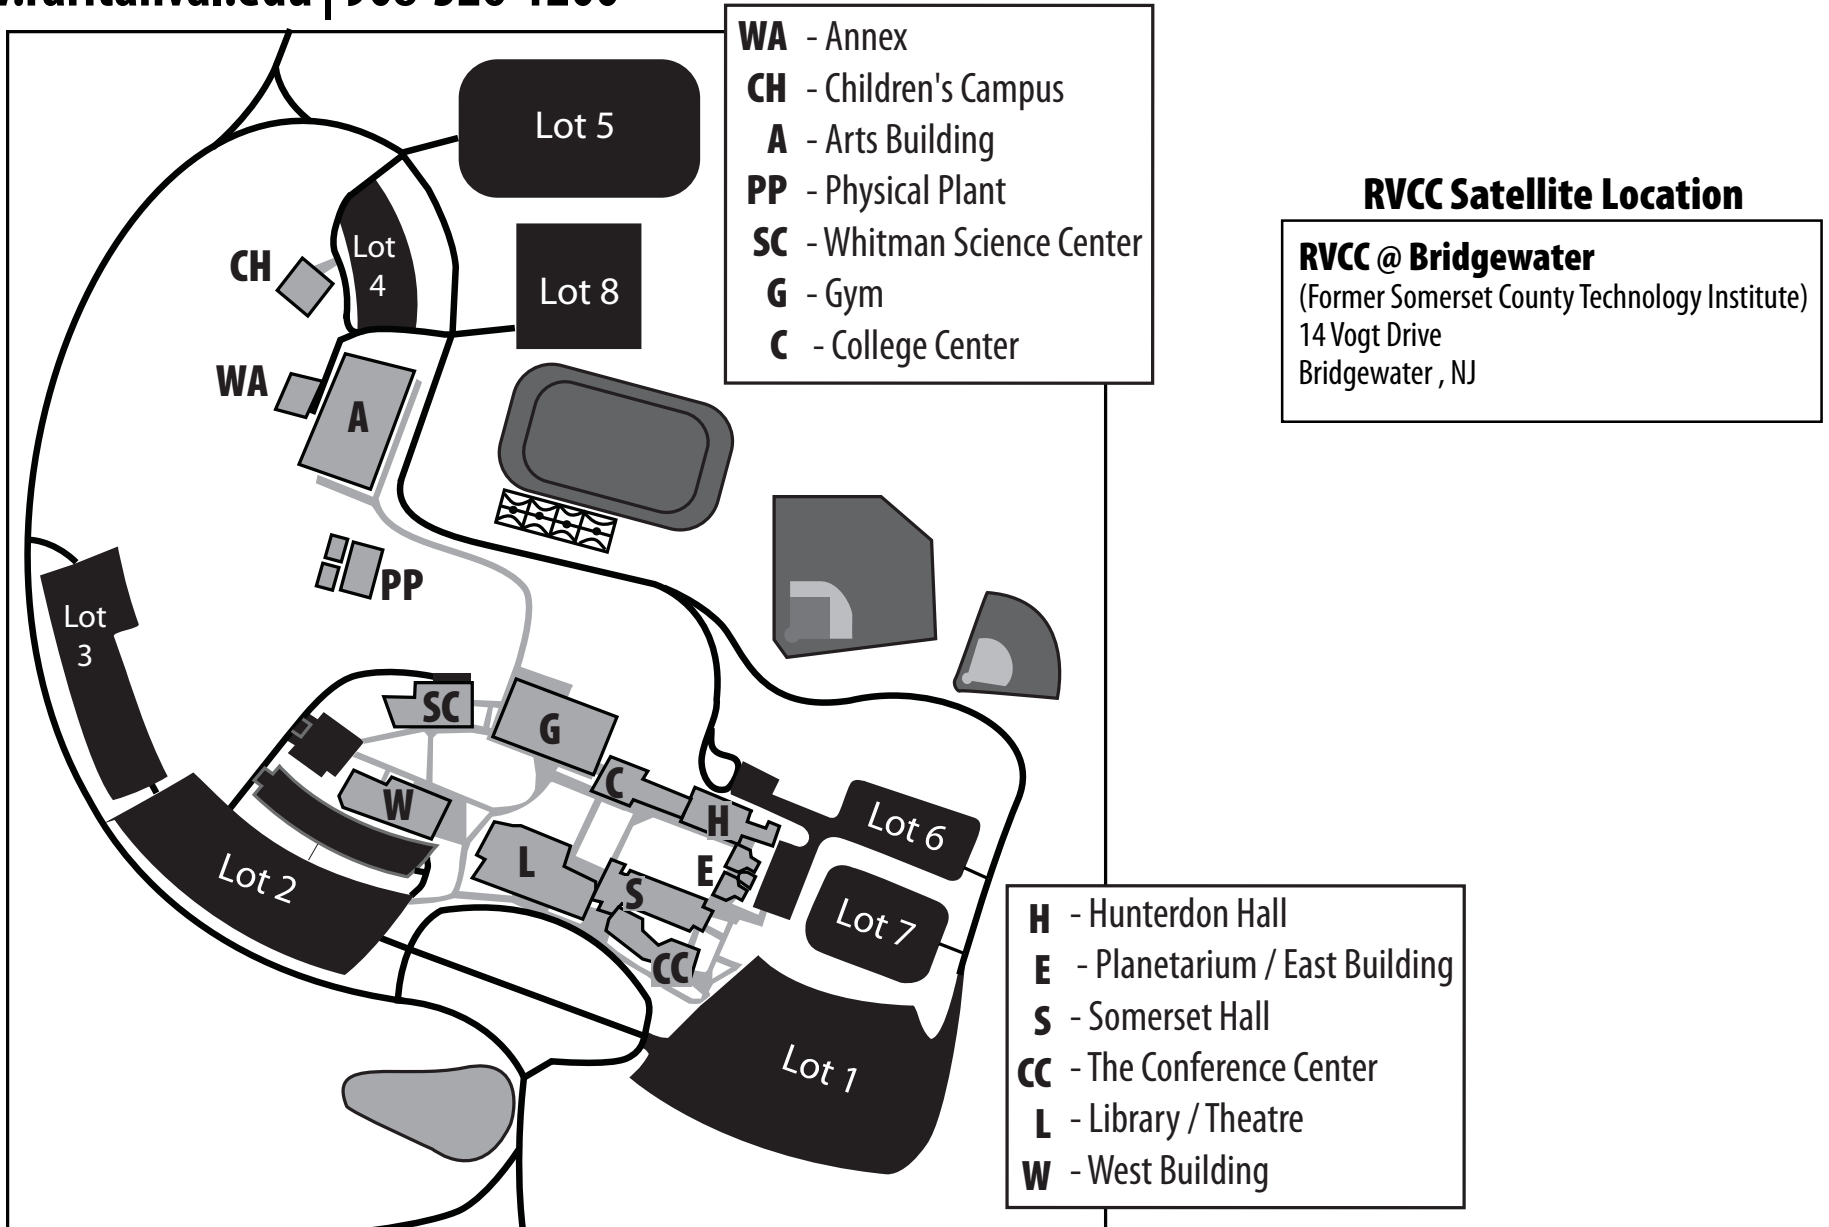 WA - Annex
CH - Children's Campus
A - Arts Building
PP - Physical Plant
SC - Whitman Science Center
G - Gym
C - College Center
RVCC Satellite Location
RVCC @ Bridgewater
(Former Somerset County Technology Institute)
14 Vogt Drive
Bridgewater , NJ
Lot 5
Lot
4
CH
Lot 8
WA
A
PP
Lot
3
SC
G
C
W
H
Lot 6
L
E
Lot 2
S
Lot 7
CC
Lot 1
H - Hunterdon Hall
E - Planetarium / East Building
S - Somerset Hall
CC - The Conference Center
L - Library / Theatre
W - West Building